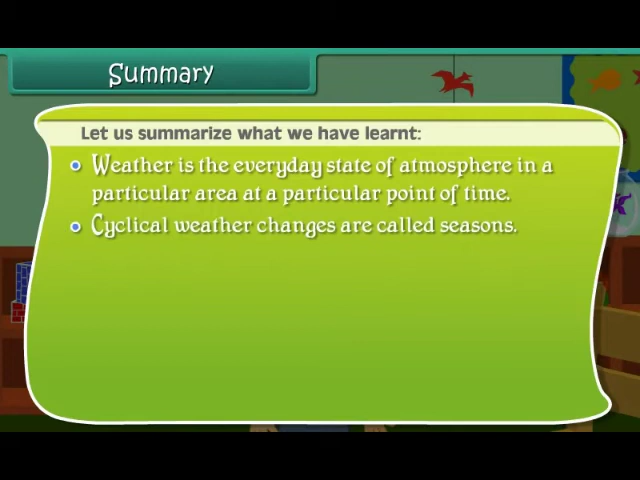 Summary
Let us summarize what we have learnt:
Weather is the everyday state of atmosphere in a
particular area at a particular point of time.
Cyclical weather changes are called seasons.